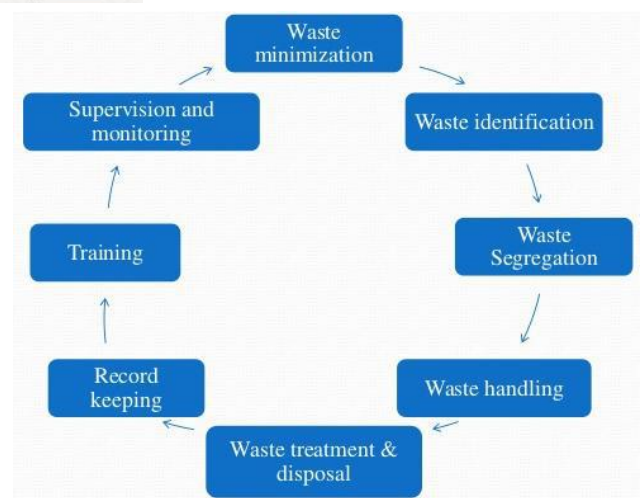 Waste
minimization
Waste identification
Waste
Segregation
Waste handling
Waste treatment &
disposal
Record
keeping
Training
Supervision and
monitoring